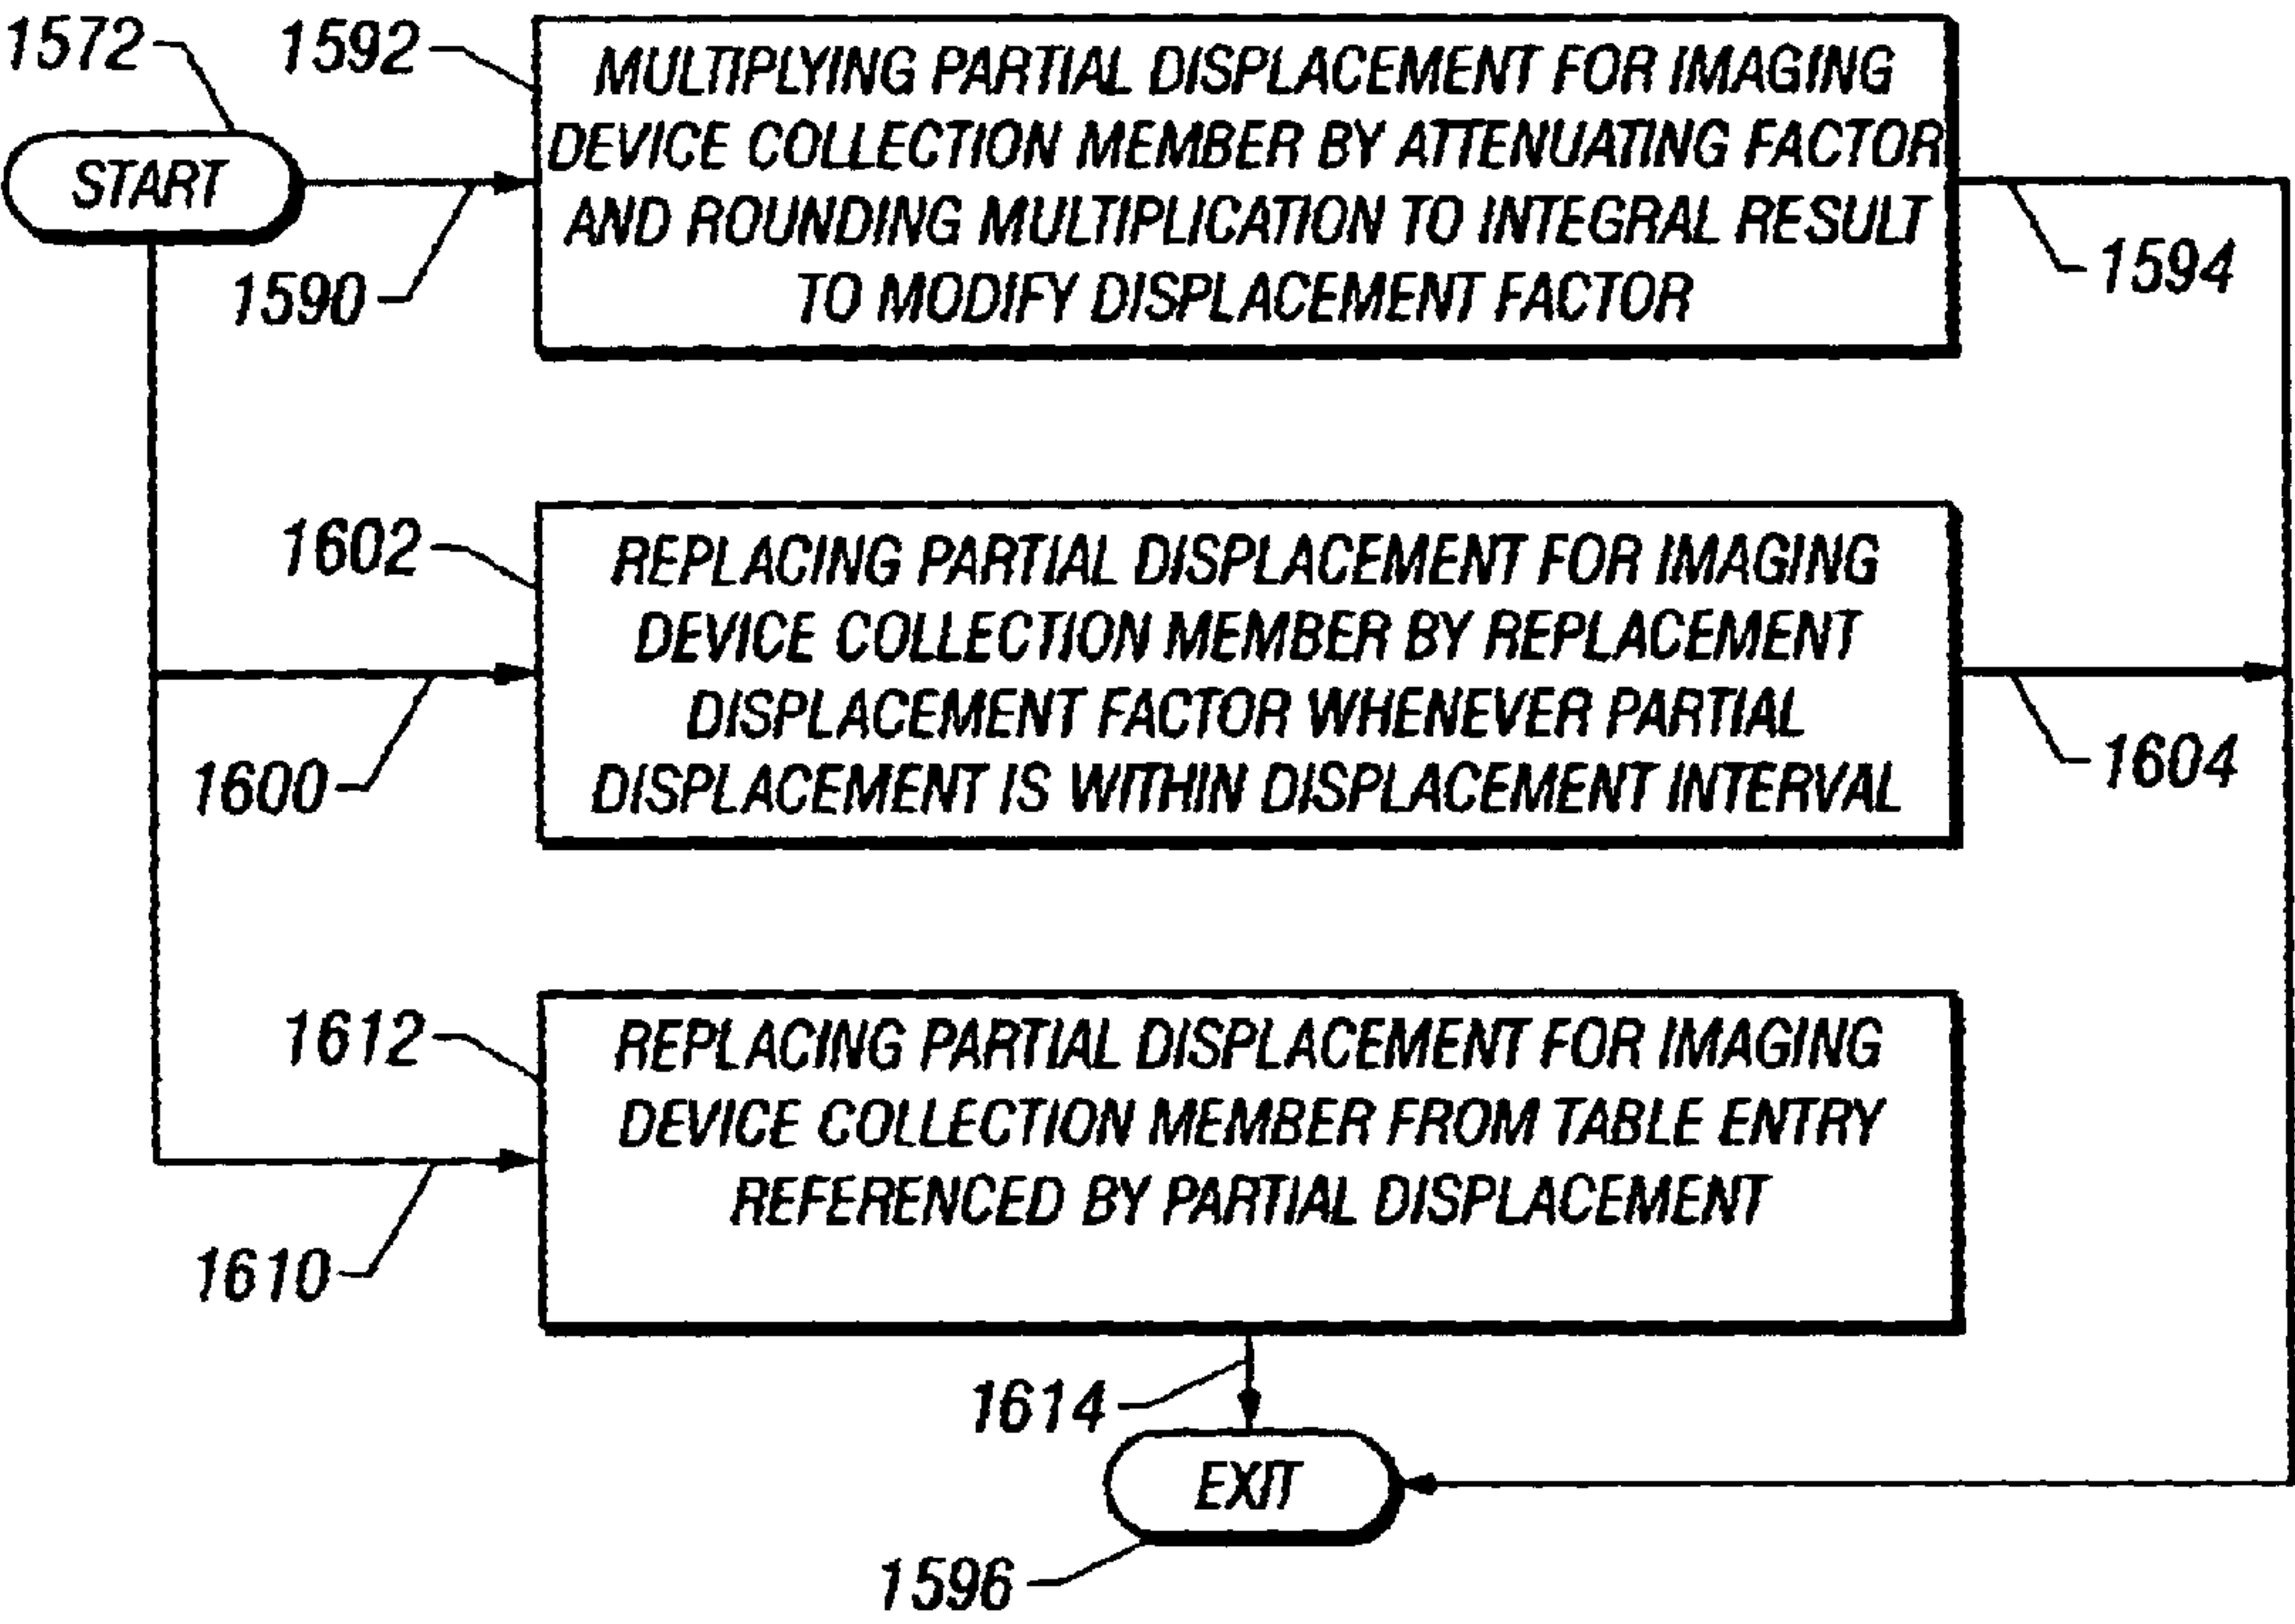 1572
1592
START
1590
MULTIPLYING PARTIAL DISPLACEMENT FOR IMAGING
DEVICE COLLECTION MEMBER BY ATTENUATING FACTOR
AND ROUNDING MULTIPLICATION TO INTEGRAL RESULT
TO MODIFY DISPLACEMENT FACTOR
1594
1602
1600
REPLACING PARTIAL DISPLACEMENT FOR IMAGING
DEVICE COLLECTION MEMBER BY REPLACEMENT
DISPLACEMENT FACTOR WHENEVER PARTIAL
DISPLACEMENT IS WITHIN DISPLACEMENT INTERVAL
1604
1612
1610
REPLACING PARTIAL DISPLACEMENT FOR IMAGING
DEVICE COLLECTION MEMBER FROM TABLE ENTRY
REFERENCED BY PARTIAL DISPLACEMENT
1614
EXIT
1596